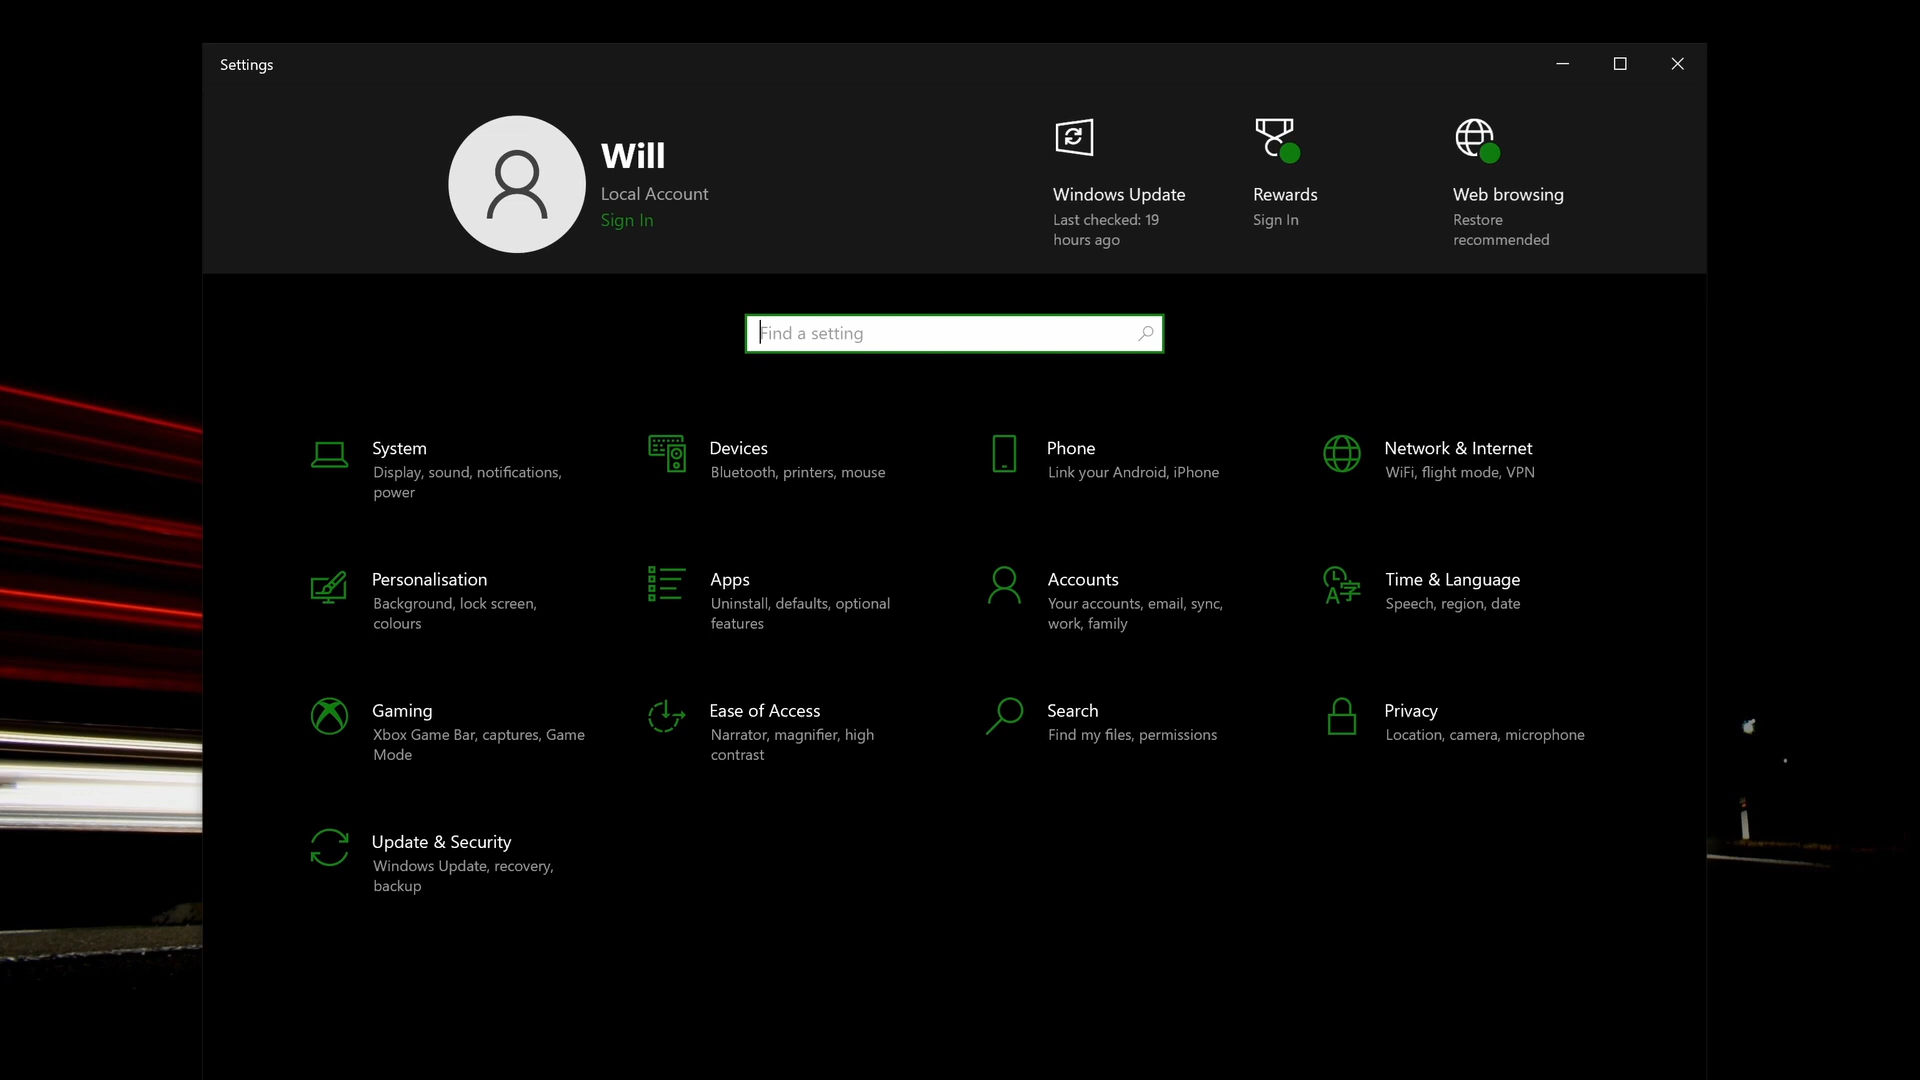 Settings
Will
Local Account
Sign In
Windows Update
Last checked: 19
hours ago
Rewards
Sign In
Web browsing
Restore
recommended
Find a setting
System
Display, sound, notifications,
power
Devices
Bluetooth, printers, mouse
Phone
Link your Android, iPhone
Network & Internet
WiFi, flight mode, VPN
Personalisation
Background, lock screen,
colours
Apps
Uninstall, defaults, optional
features
Accounts
Your accounts, email, sync,
work, family
Time & Language
Speech, region, date
Gaming
Xbox Game Bar, captures, Game
Mode
Ease of Access
Narrator, magnifier, high
contrast
Search
Find my files, permissions
Privacy
Location, camera, microphone
Update & Security
Windows Update, recovery,
backup